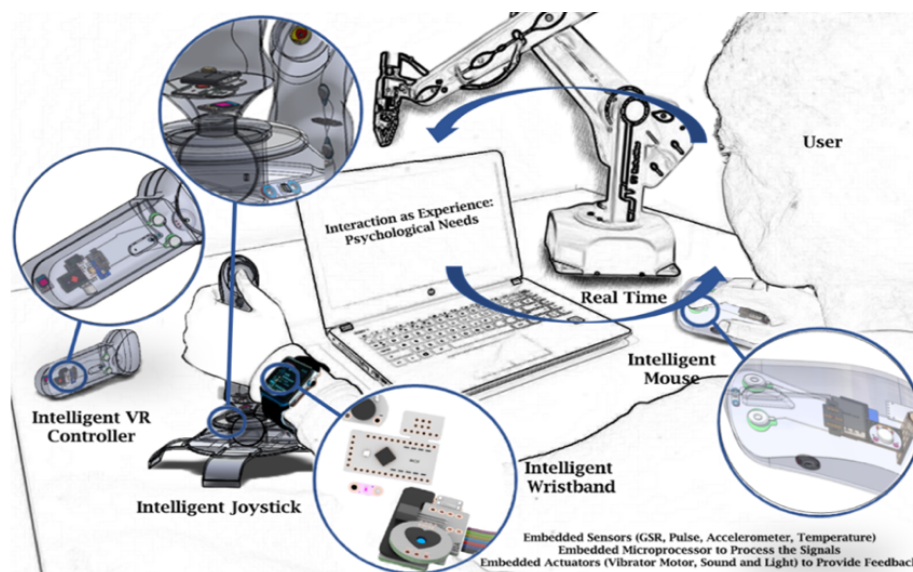 User
Interaction as Experience:
Psychological Needs
Real Time
Intelligent
Mouse
Intelligent VR
Controller
Intelligent
Wristband
Intelligent Joystick
Embedded Sensors (GSR, Pulse, Accelerometer, Temperature)
Embedded Microprocessor to Process the Signals
Embedded Actuators (Vibrator Motor, Sound and Light) to Provide Feedback